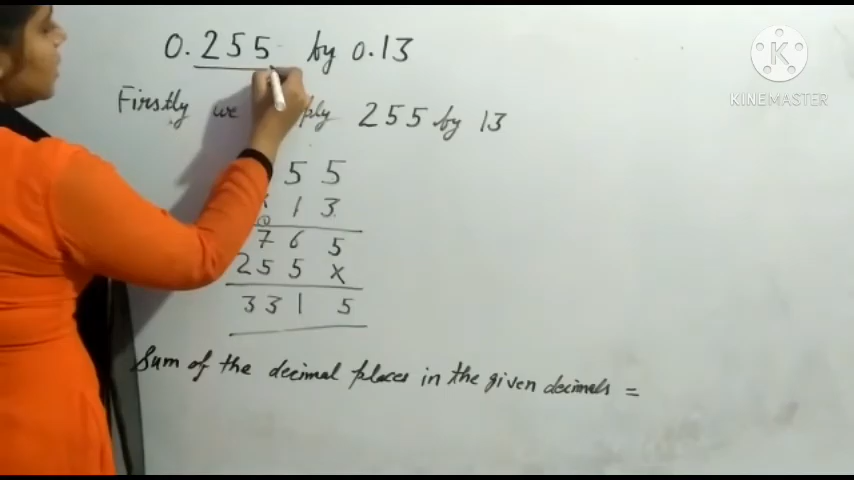 0.255 by 0.13
KINEMASTER
Firstly we ply 255 by 13
5 5
1 3
1
7 6 5
2 5 5 x
3 3 1 5
Sum of the decimal places in the given decimals =